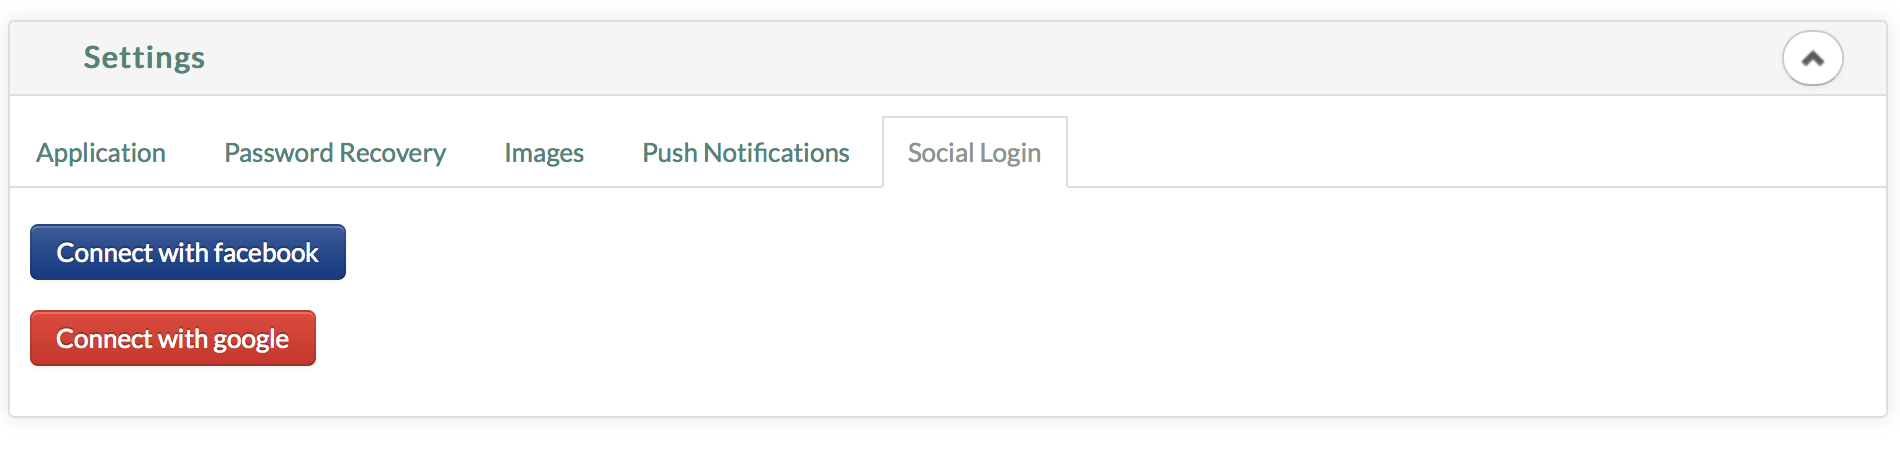 Settings
Application Password Recovery Images Push Notifications Social Login
Connect with facebook
Connect with google